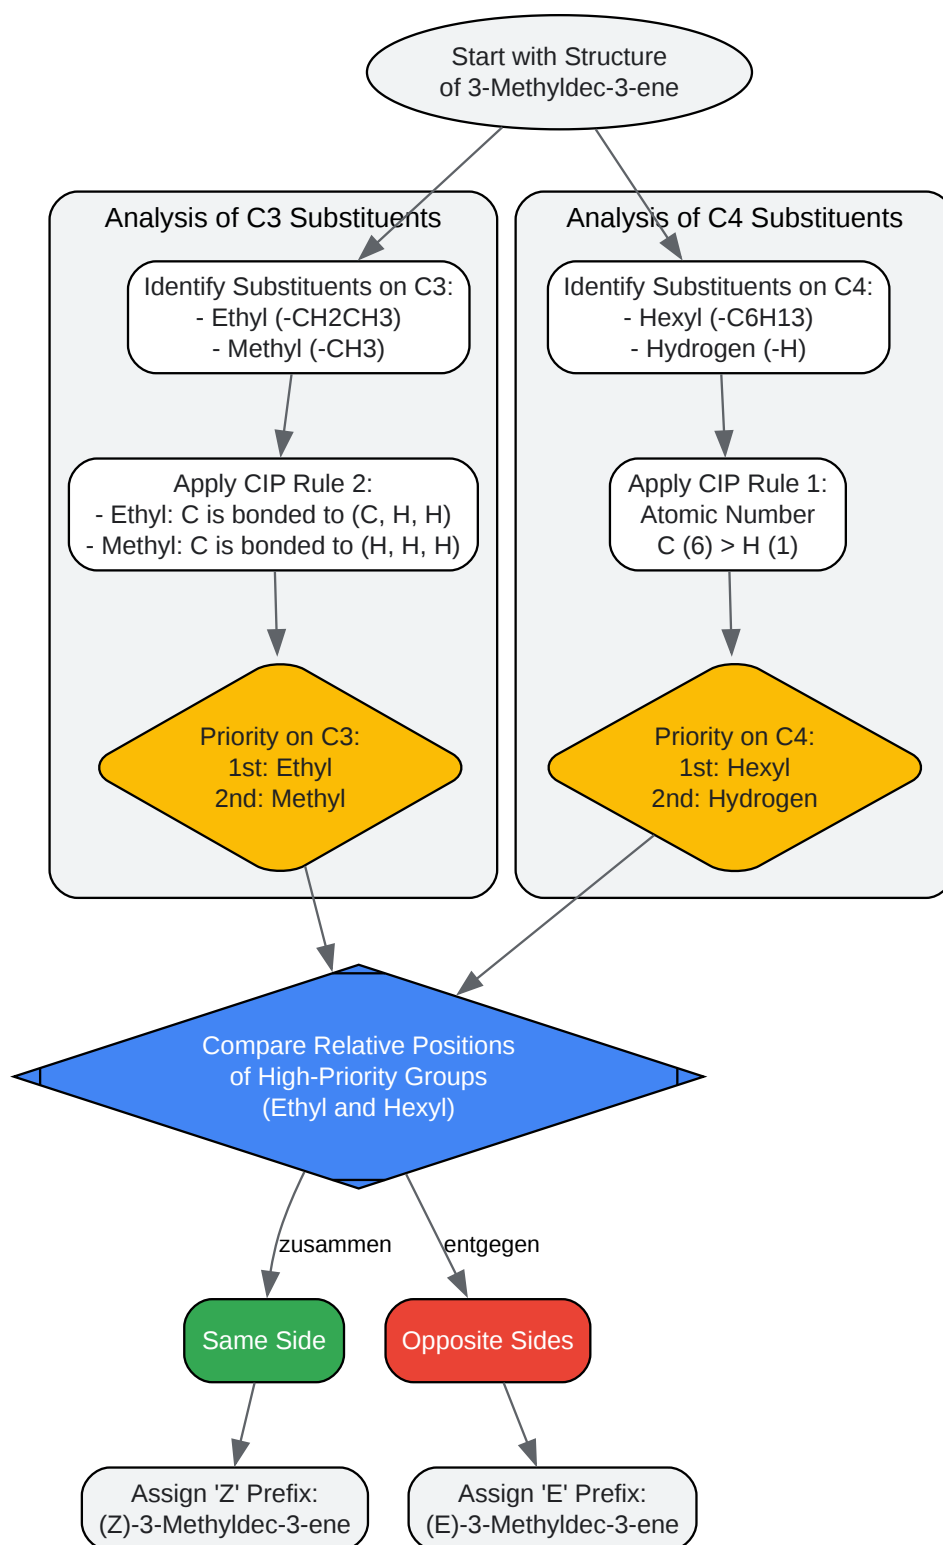 Start with Structure
of 3-Methyldec-3-ene
Analysis of C3 Substituents
Identify Substituents on C3:
- Ethyl (-CH2CH3)
- Methyl (-CH3)
Apply CIP Rule 2:
- Ethyl: C is bonded to (C, H, H)
- Methyl: C is bonded to (H, H, H)
Priority on C3:
1st: Ethyl
2nd: Methyl
Analysis of C4 Substituents
Identify Substituents on C4:
- Hexyl (-C6H13)
- Hydrogen (-H)
Apply CIP Rule 1:
Atomic Number
C (6) > H (1)
Priority on C4:
1st: Hexyl
2nd: Hydrogen
Compare Relative Positions
of High-Priority Groups
(Ethyl and Hexyl)
zusammen
entgegen
Same Side
Opposite Sides
Assign 'Z' Prefix:
(Z)-3-Methyldec-3-ene
Assign 'E' Prefix:
(E)-3-Methyldec-3-ene